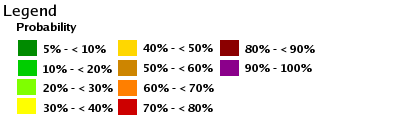 Legend
Probability
5% - < 10%
10% - < 20%
20% - < 30%
30% - < 40%
40% - < 50%
50% - < 60%
60% - < 70%
70% - < 80%
80% - < 90%
90% - 100%